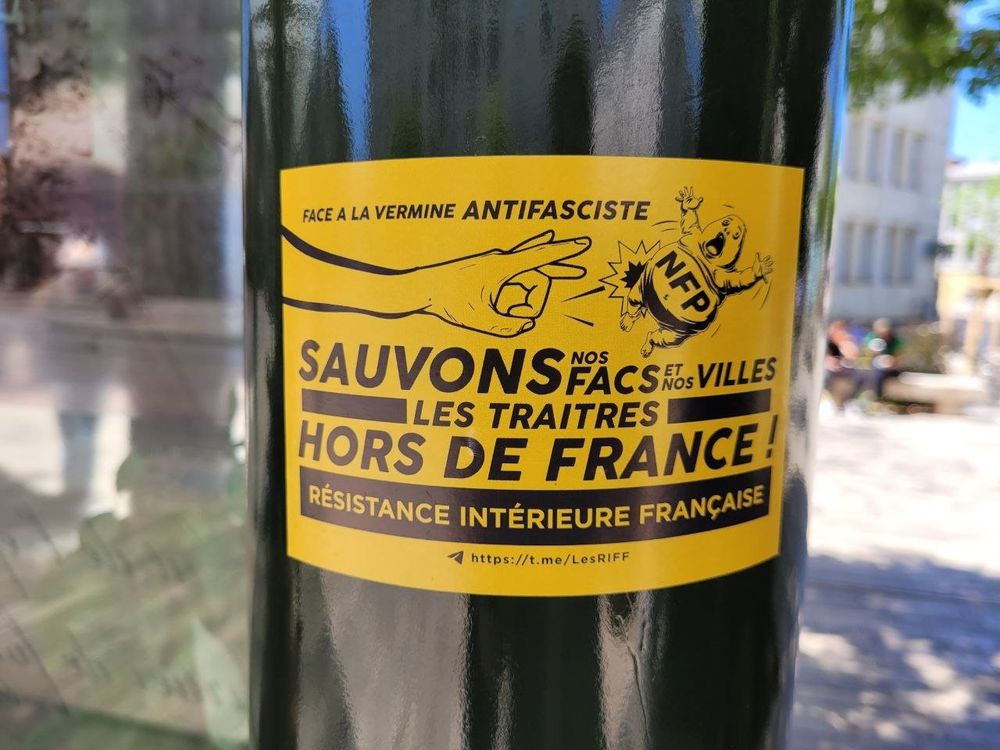 FACE A LA VERMINE ANTIFASCISTE
NFP
SAUVONS NOS FACS ET NOS VILLES
LES TRAITRES
HORS DE FRANCE !
RÉSISTANCE INTÉRIEURE FRANÇAISE
https://t.me/LesRIFF